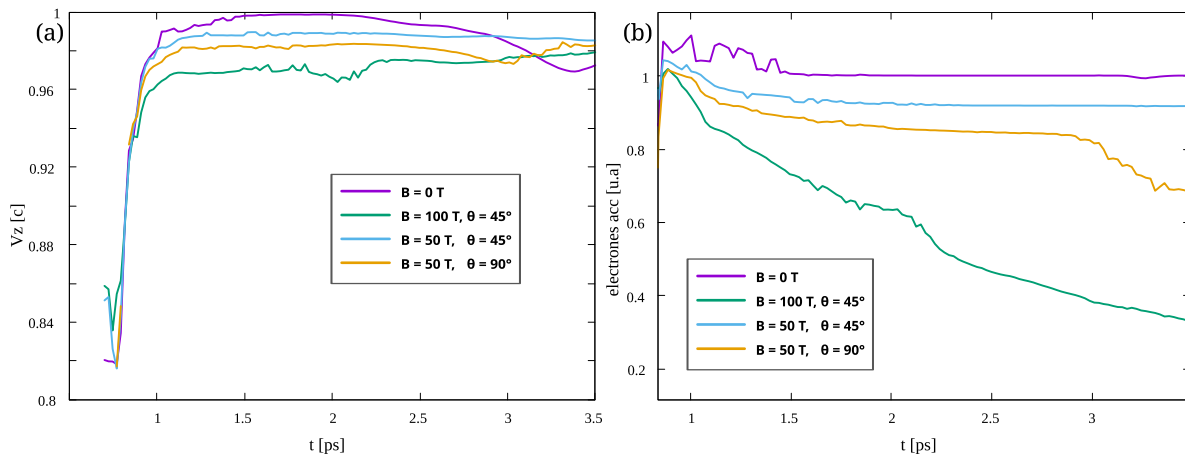 (a)
Vz [c]
1
0.96
0.92
0.88
0.84
0.8
B = 0 T
B = 100 T, θ = 45°
B = 50 T, θ = 45°
B = 50 T, θ = 90°
1 1.5 2 2.5 3 3.5
t [ps]
(b)
electrones acc [u.a]
1
0.8
0.6
0.4
0.2
B = 0 T
B = 100 T, θ = 45°
B = 50 T, θ = 45°
B = 50 T, θ = 90°
1 1.5 2 2.5 3
t [ps]